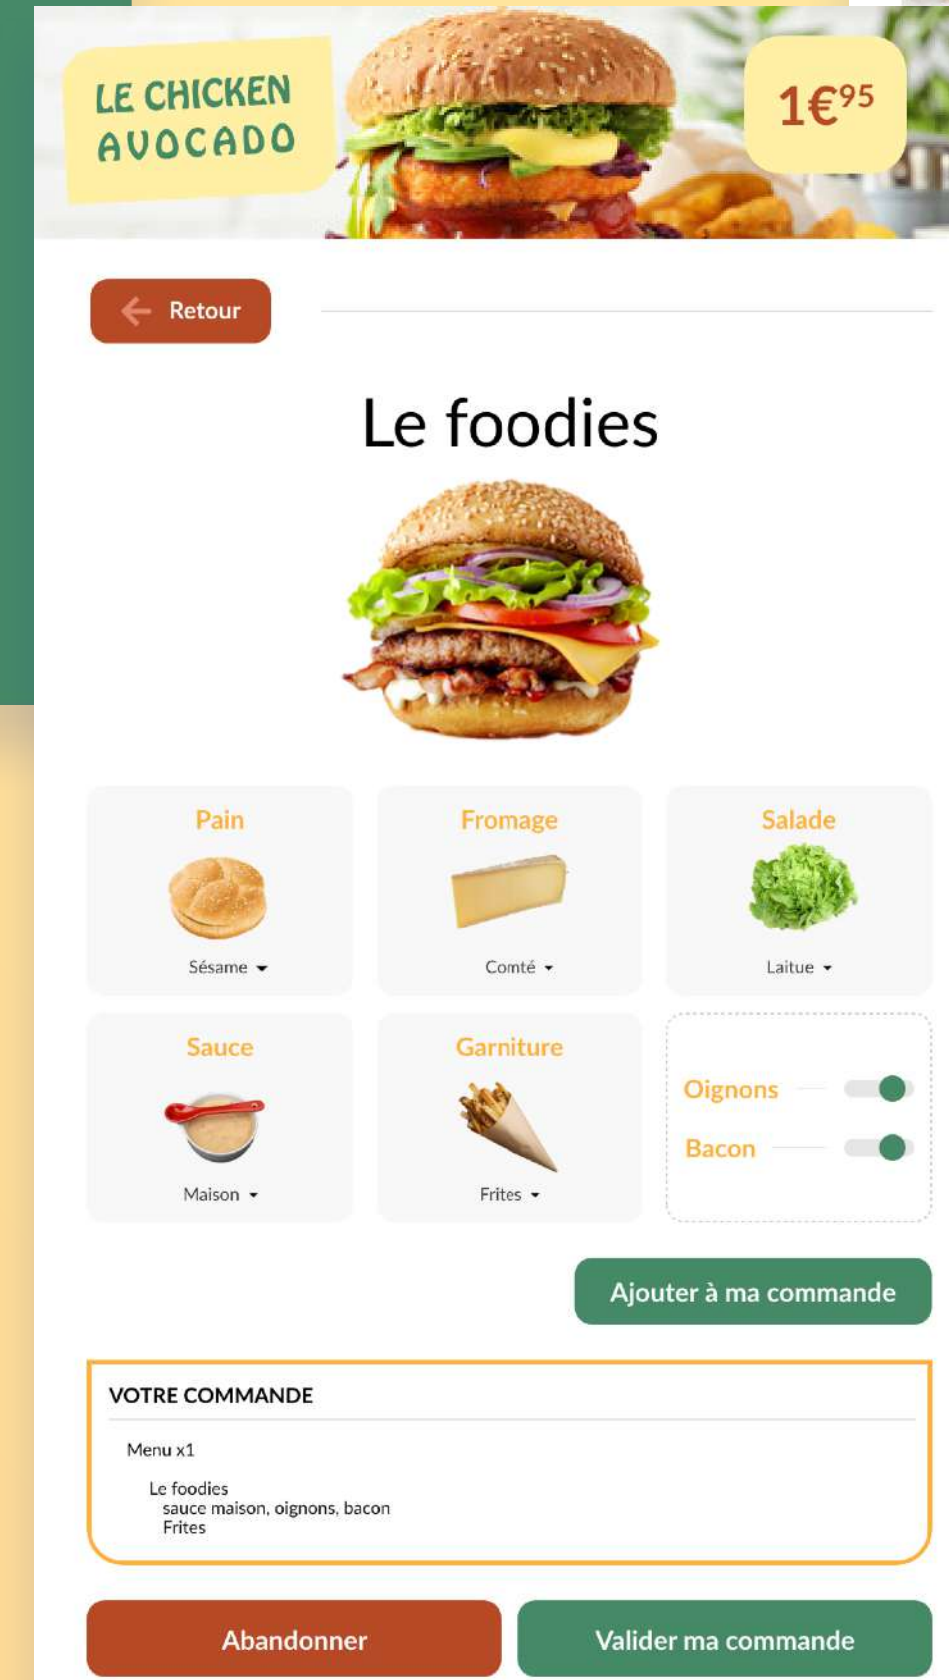 LE CHICKEN
AVOCADO
1€95
Retour
Le foodies
Pain
Fromage
Salade
Sésame
Comté
Laitue
Sauce
Garniture
Oignons
Bacon
Maison
Frites
Ajouter à ma commande
VOTRE COMMANDE
Menu x1
Le foodies
sauce maison, oignons, bacon
Frites
Abandonner
Valider ma commande